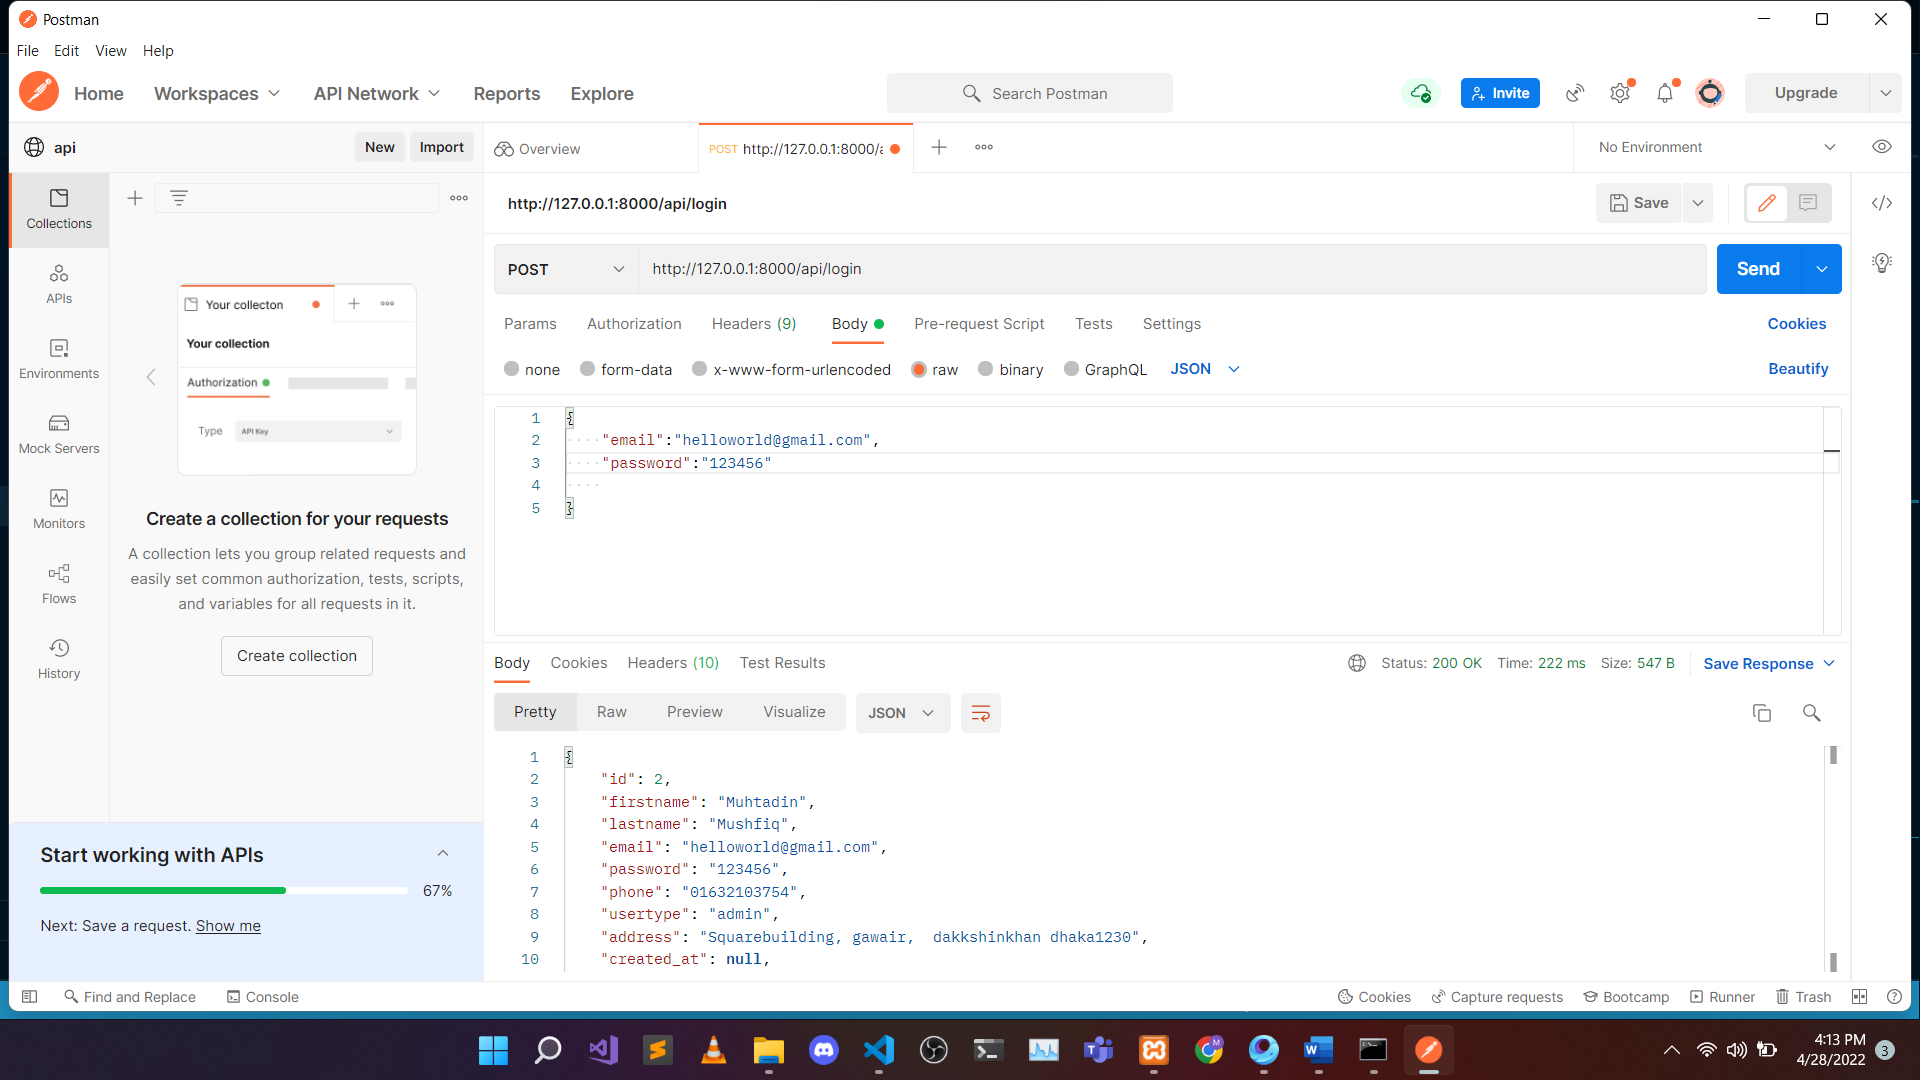 Postman
File Edit View Help
Home Workspaces API Network Reports Explore Search Postman Invite Upgrade
api New Import Overview POST http://127.0.0.1:8000/a No Environment
Collections
http://127.0.0.1:8000/api/login Save
POST http://127.0.0.1:8000/api/login Send
Params Authorization Headers (9) Body Pre-request Script Tests Settings Cookies
none form-data x-www-form-urlencoded raw binary GraphQL JSON Beautify
1 {
2 "email":"helloworld@gmail.com",
3 "password":"123456"
4
5 }
APIs
Environments
Mock Servers
Monitors
Flows
History
Your collecton
Your collection
Authorization
Type API Key
Create a collection for your requests
A collection lets you group related requests and
easily set common authorization, tests, scripts,
and variables for all requests in it.
Create collection
Body Cookies Headers (10) Test Results Status: 200 OK Time: 222 ms Size: 547 B Save Response
Pretty Raw Preview Visualize JSON
1 {
2 "id": 2,
3 "firstname": "Muhtadin",
4 "lastname": "Mushfiq",
5 "email": "helloworld@gmail.com",
6 "password": "123456",
7 "phone": "01632103754",
8 "usertype": "admin",
9 "address": "Squarebuilding, gawair,  dakkshinkhan dhaka1230",
10 "created_at": null,
Start working with APIs
67%
Next: Save a request. Show me
Find and Replace Console Cookies Capture requests Bootcamp Runner Trash
4:13 PM
4/28/2022 3